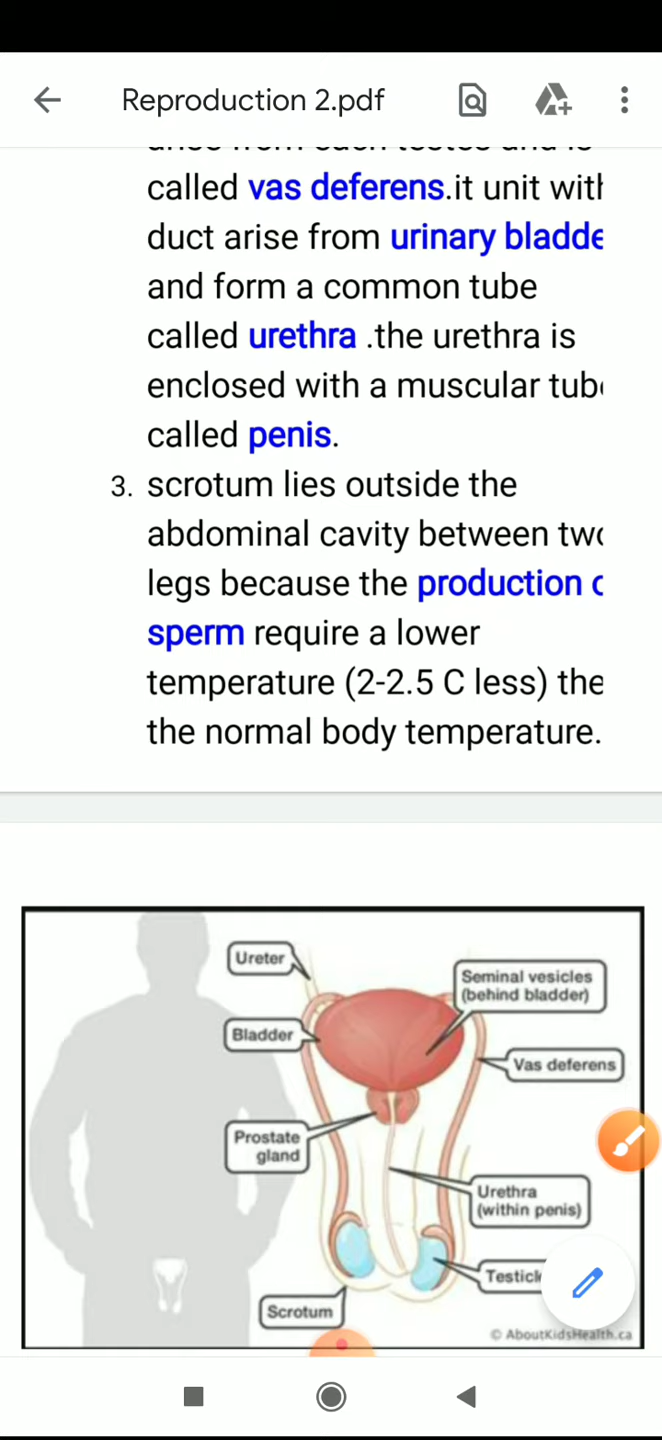 Reproduction 2.pdf
called vas deferens.it unit with
duct arise from urinary bladde
and form a common tube
called urethra .the urethra is
enclosed with a muscular tub
called penis.
3. scrotum lies outside the
abdominal cavity between tw
legs because the production
sperm require a lower
temperature (2-2.5 C less) the
the normal body temperature.
Ureter
Seminal vesicles
(behind bladder)
Bladder
Vas deferens
Prostate
gland
Urethra
(within penis)
Testicl
Scrotum
© AboutKidsHealth.ca